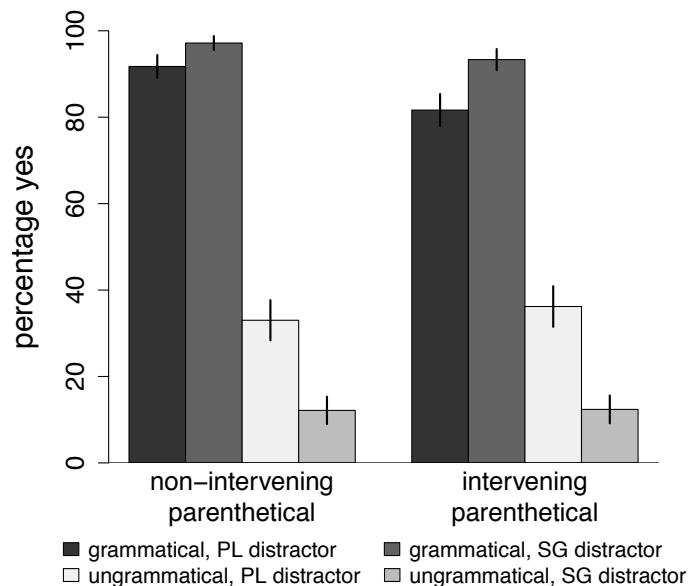 percentage yes
100
80
60
40
20
0
non−intervening
parenthetical
intervening
parenthetical
grammatical, PL distractor
grammatical, SG distractor
ungrammatical, PL distractor
ungrammatical, SG distractor